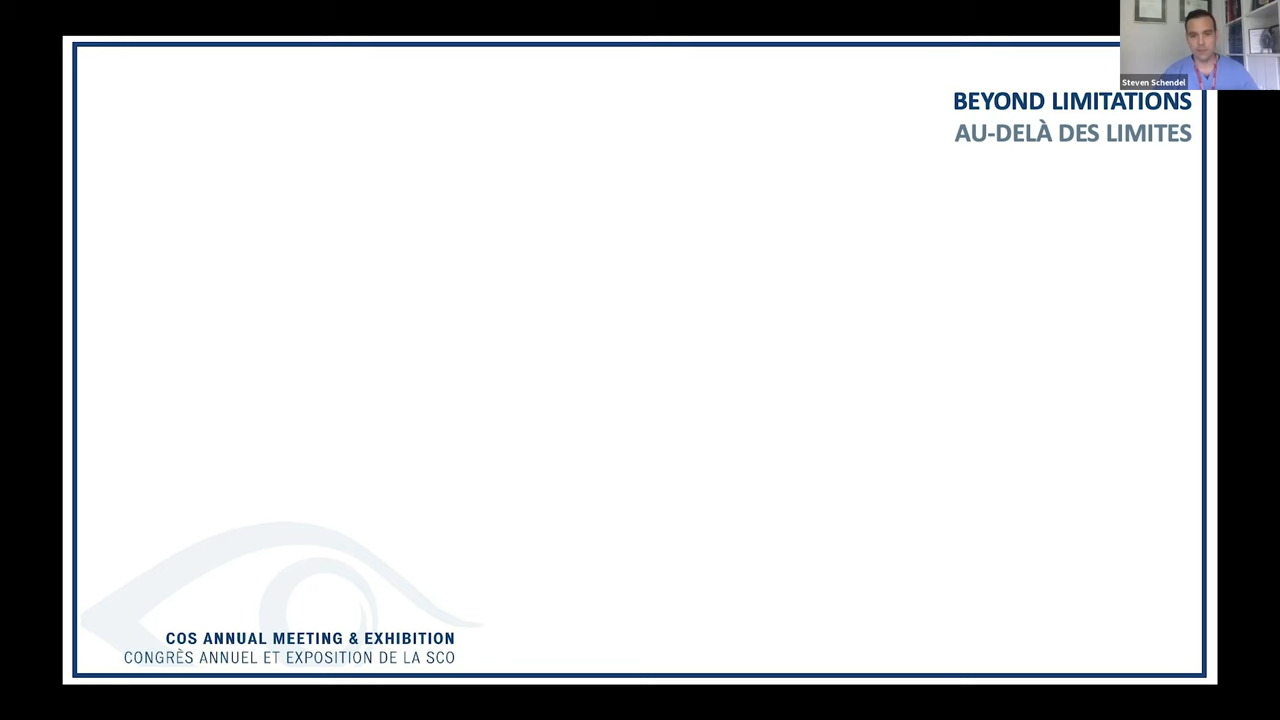 Steven Schendel
BEYOND LIMITATIONS
AU-DELÀ DES LIMITES
COS ANNUAL MEETING & EXHIBITION
CONGRÈS ANNUEL ET EXPOSITION DE LA SCO